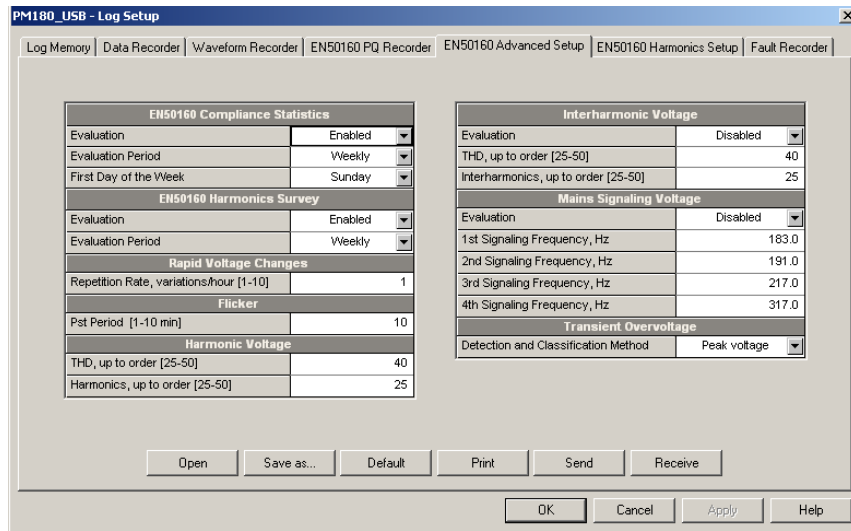 PM180_USB - Log Setup
Log Memory
Data Recorder
Waveform Recorder
EN50160 PQ Recorder
EN50160 Advanced Setup
EN50160 Harmonics Setup
Fault Recorder
EN50160 Compliance Statistics
Evaluation Enabled
Evaluation Period Weekly
First Day of the Week Sunday
EN50160 Harmonics Survey
Evaluation Enabled
Evaluation Period Weekly
Rapid Voltage Changes
Repetition Rate, variations/hour [1-10] 1
Flicker
Pst Period [1-10 min] 10
Harmonic Voltage
THD, up to order [25-50] 40
Harmonics, up to order [25-50] 25
Interharmonic Voltage
Evaluation Disabled
THD, up to order [25-50] 40
Interharmonics, up to order [25-50] 25
Mains Signaling Voltage
Evaluation Disabled
1st Signaling Frequency, Hz 183.0
2nd Signaling Frequency, Hz 191.0
3rd Signaling Frequency, Hz 217.0
4th Signaling Frequency, Hz 317.0
Transient Overvoltage
Detection and Classification Method Peak voltage
Open
Save as...
Default
Print
Send
Receive
OK
Cancel
Apply
Help